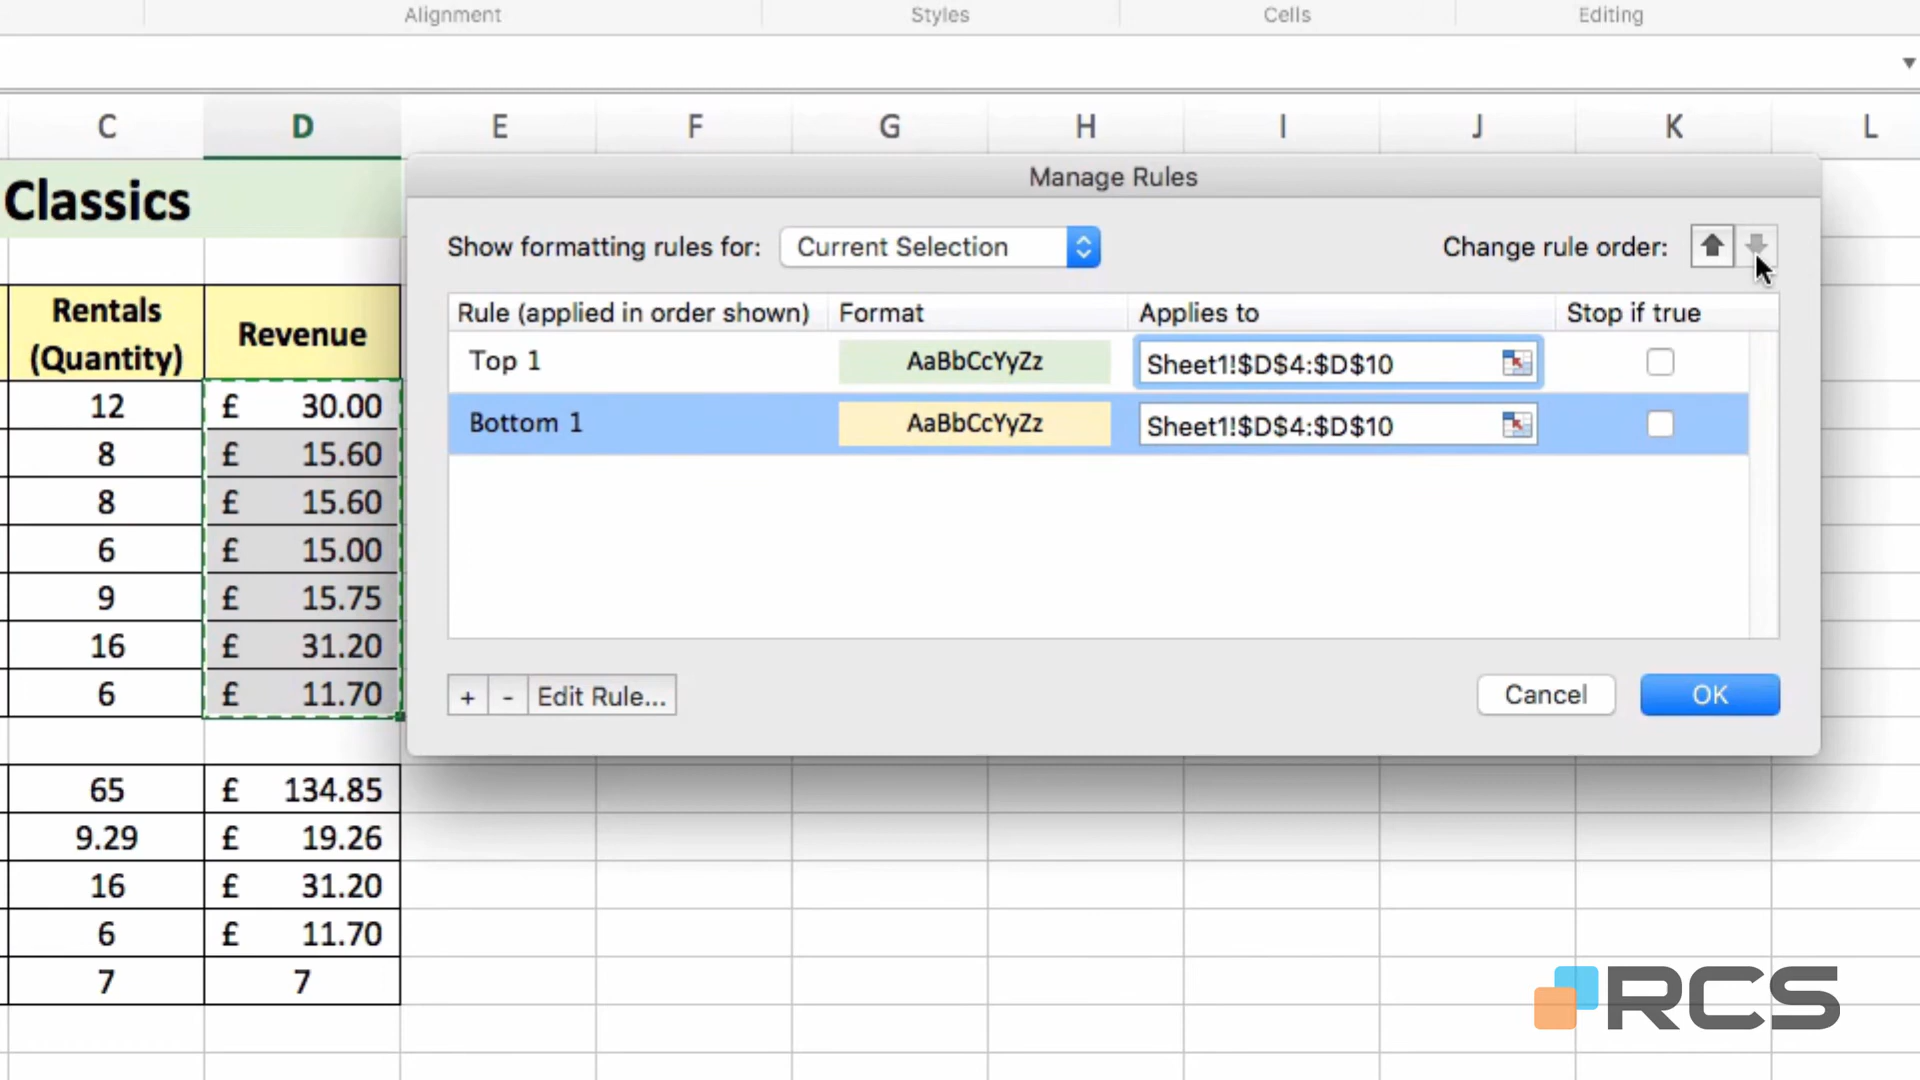 Alignment Styles Cells Editing
C D E F G H I J K L
Manage Rules
Classics
Show formatting rules for: Current Selection Change rule order:
Rule (applied in order shown) Format Applies to Stop if true
Rentals
(Quantity)
Revenue
Top 1 AaBbCcYyZz Sheet1!$D$4:$D$10
Bottom 1 AaBbCcYyZz Sheet1!$D$4:$D$10
12 £ 30.00
8 £ 15.60
8 £ 15.60
6 £ 15.00
9 £ 15.75
16 £ 31.20
6 £ 11.70
+ - Edit Rule... Cancel OK
65 £ 134.85
9.29 £ 19.26
16 £ 31.20
6 £ 11.70
7 7
RCS